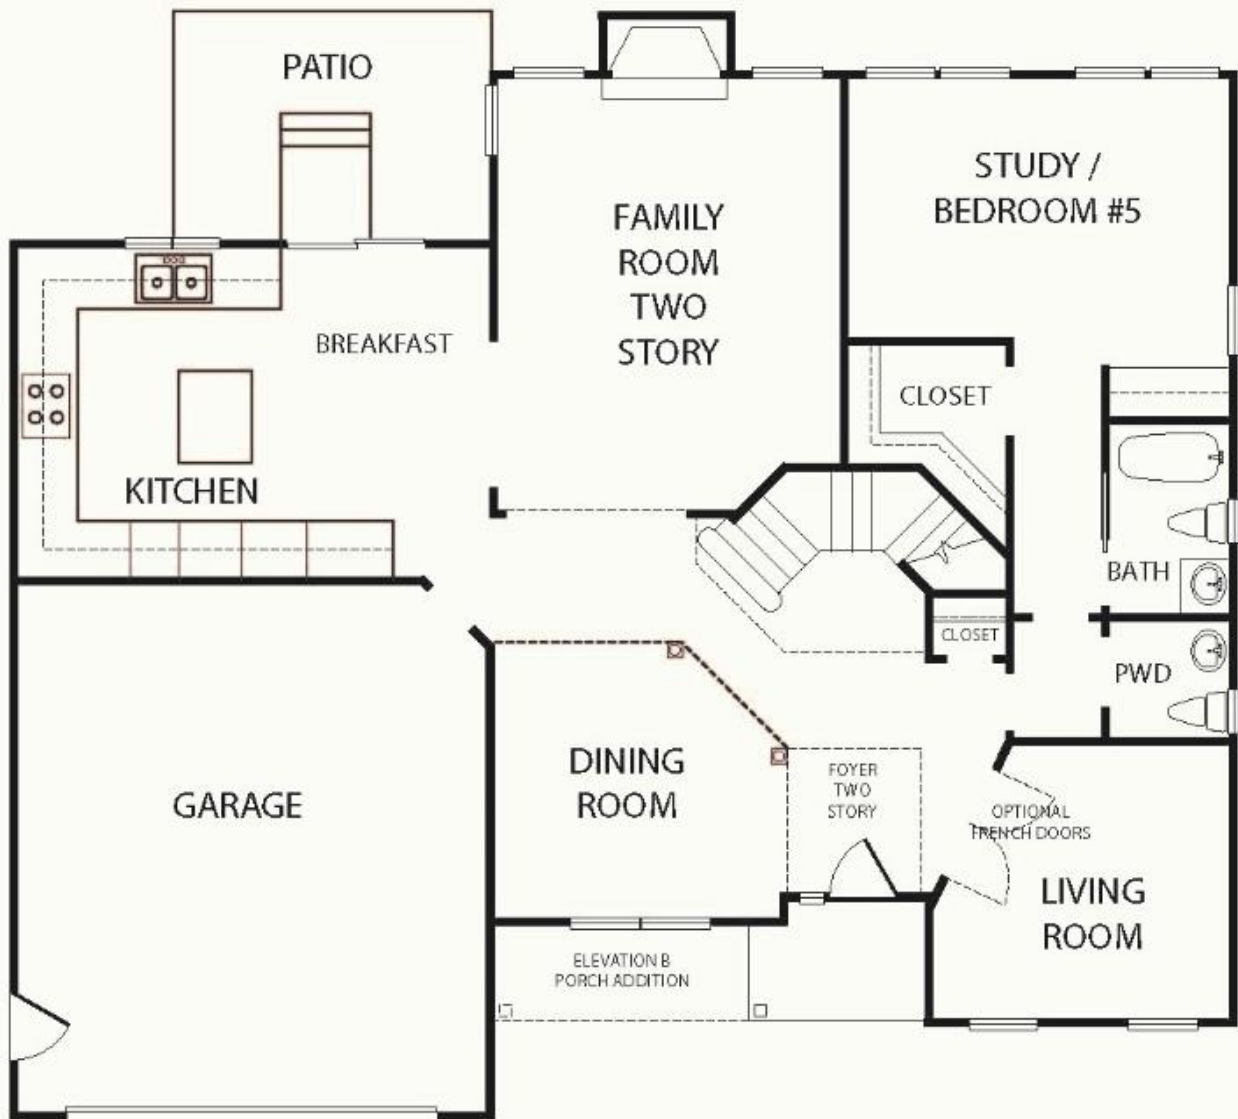 PATIO
STUDY /
BEDROOM #5
FAMILY
ROOM
TWO
STORY
BREAKFAST
CLOSET
KITCHEN
BATH
CLOSET
PWD
DINING
ROOM
FOYER
TWO
STORY
GARAGE
OPTIONAL
FRENCH DOORS
LIVING
ROOM
ELEVATION B
PORCH ADDITION